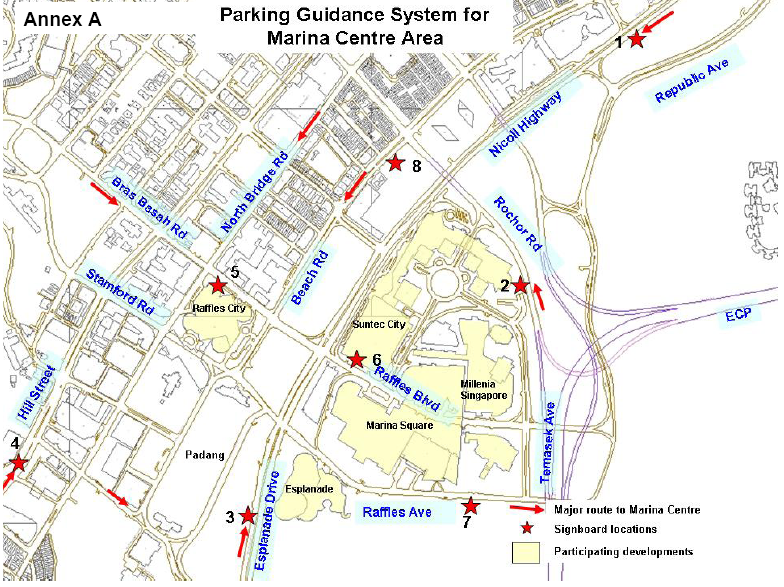 Annex A
Parking Guidance System for
Marina Centre Area
1
Republic Ave
Nicoll Highway
North Bridge Rd
8
Bras Basah Rd
Rochor Rd
Beach Rd
5
Stamford Rd
2
Raffles City
ECP
Suntec City
6
Raffles Blvd
Hill Street
Millenia
Singapore
Marina Square
4
Padang
Temasek Ave
Esplanade
3
Esplanade Drive
Raffles Ave
7
Major route to Marina Centre
Signboard locations
Participating developments